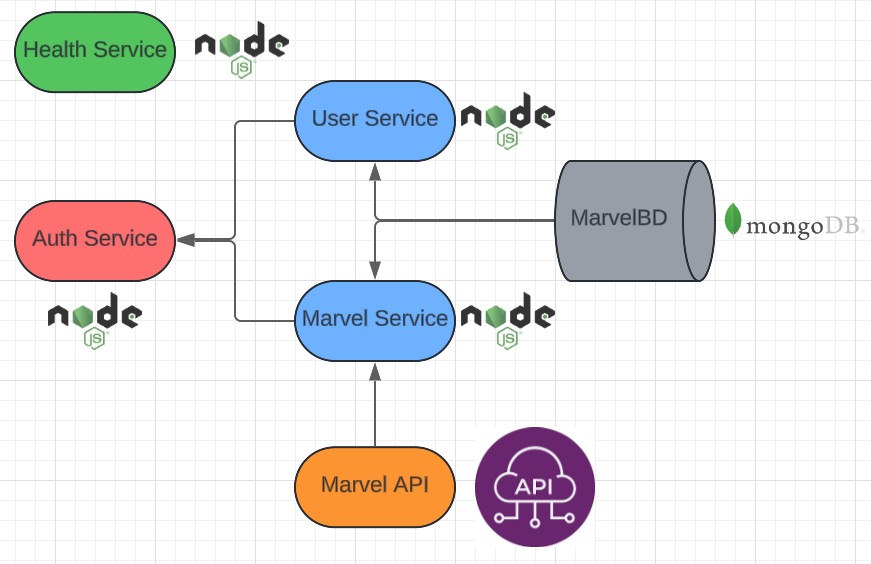 Health Service
node
JS
User Service
node
JS
MarvelBD
mongoDB
Auth Service
node
JS
Marvel Service
node
JS
Marvel API
API